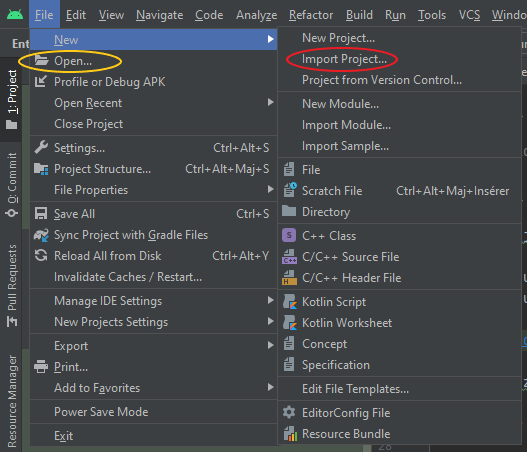 File Edit View Navigate Code Analyze Refactor Build Run Tools VCS Window
Ent
New
Open...
Profile or Debug APK
Open Recent
Close Project
Settings... Ctrl+Alt+S
Project Structure... Ctrl+Alt+Maj+S
File Properties
Save All Ctrl+S
Sync Project with Gradle Files
Reload All from Disk Ctrl+Alt+Y
Invalidate Caches / Restart...
Manage IDE Settings
New Projects Settings
Export
Print...
Add to Favorites
Power Save Mode
Exit
New Project...
Import Project...
Project from Version Control...
New Module...
Import Module...
Import Sample...
File
Scratch File Ctrl+Alt+Maj+Insérer
Directory
C++ Class
C/C++ Source File
C/C++ Header File
Kotlin Script
Kotlin Worksheet
Concept
Specification
Edit File Templates...
EditorConfig File
Resource Bundle
1: Project
0: Commit
Pull Requests
Resource Manager
28